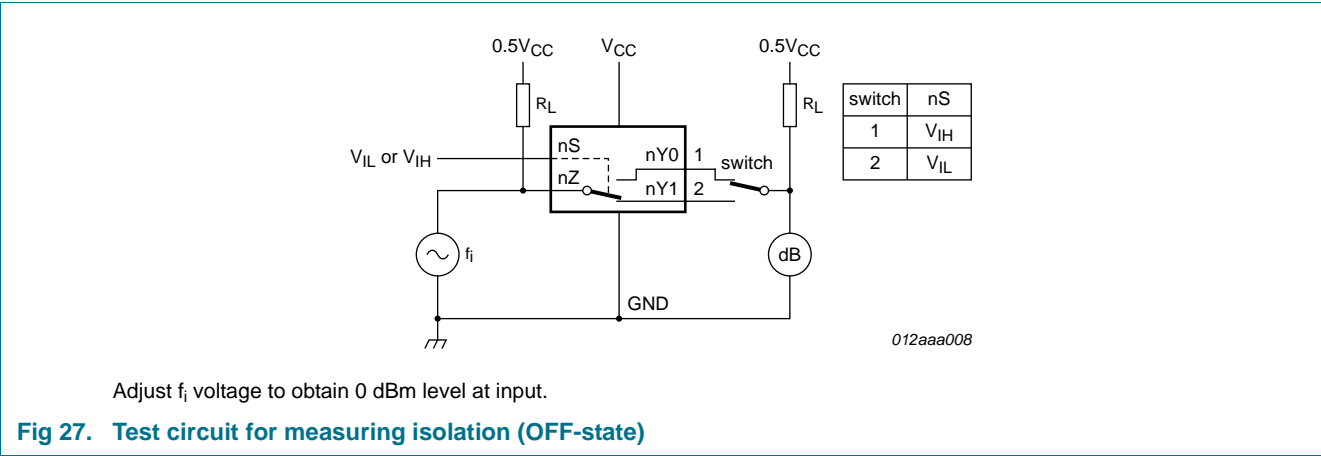 0.5VCC VCC 0.5VCC
RL RL
switch nS
1 VIH
2 VIL
VIL or VIH
nS nY0 1 switch
nZ nY1 2
fi dB
GND
012aaa008
Adjust fi voltage to obtain 0 dBm level at input.
Fig 27. Test circuit for measuring isolation (OFF-state)